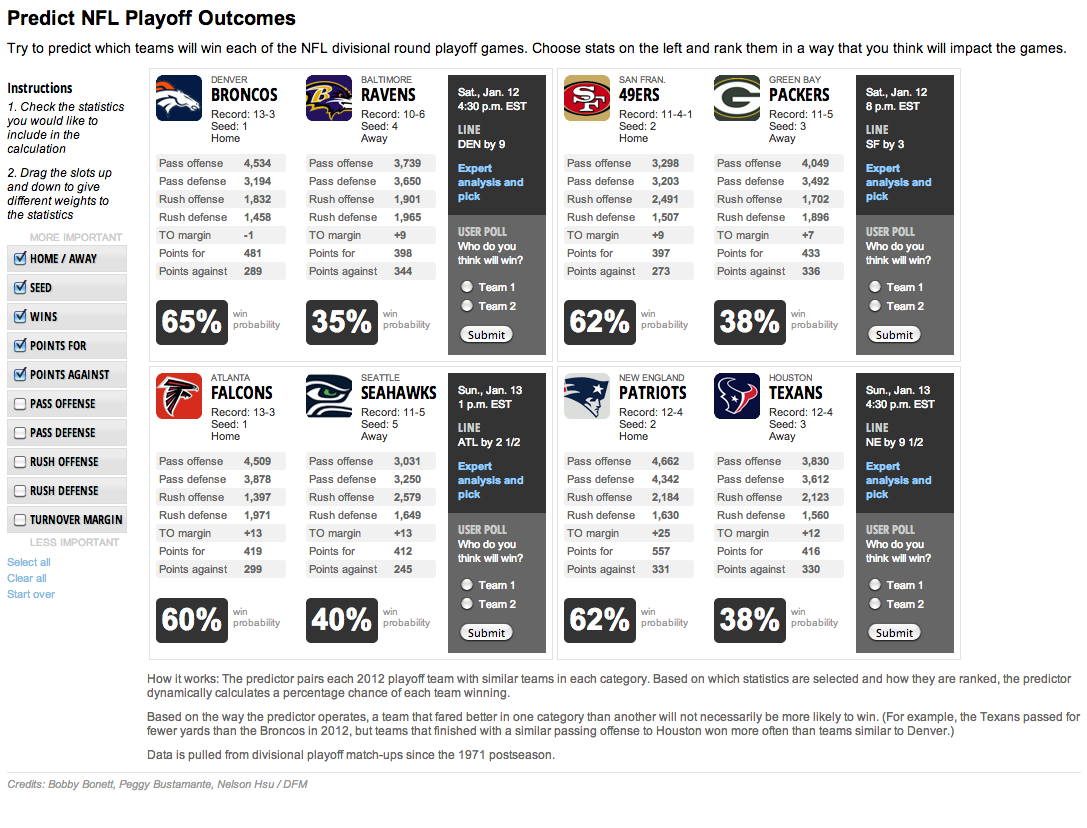 Predict NFL Playoff Outcomes
Try to predict which teams will win each of the NFL divisional round playoff games. Choose stats on the left and rank them in a way that you think will impact the games.
Instructions
1. Check the statistics
you would like to
include in the
calculation
2. Drag the slots up
and down to give
different weights to
the statistics
MORE IMPORTANT
HOME / AWAY
SEED
WINS
POINTS FOR
POINTS AGAINST
PASS OFFENSE
PASS DEFENSE
RUSH OFFENSE
RUSH DEFENSE
TURNOVER MARGIN
LESS IMPORTANT
Select all
Clear all
Start over
DENVER
BRONCOS
Record: 13-3
Seed: 1
Home
Pass offense 4,534
Pass defense 3,194
Rush offense 1,832
Rush defense 1,458
TO margin -1
Points for 481
Points against 289
65% win
probability
BALTIMORE
RAVENS
Record: 10-6
Seed: 4
Away
Pass offense 3,739
Pass defense 3,650
Rush offense 1,901
Rush defense 1,965
TO margin +9
Points for 398
Points against 344
35% win
probability
Sat., Jan. 12
4:30 p.m. EST
LINE
DEN by 9
Expert
analysis and
pick
USER POLL
Who do you
think will win?
Team 1
Team 2
Submit
SAN FRAN.
49ERS
Record: 11-4-1
Seed: 2
Home
Pass offense 3,298
Pass defense 3,203
Rush offense 2,491
Rush defense 1,507
TO margin +9
Points for 397
Points against 273
62% win
probability
GREEN BAY
PACKERS
Record: 11-5
Seed: 3
Away
Pass offense 4,049
Pass defense 3,492
Rush offense 1,702
Rush defense 1,896
TO margin +7
Points for 433
Points against 336
38% win
probability
Sat., Jan. 12
8 p.m. EST
LINE
SF by 3
Expert
analysis and
pick
USER POLL
Who do you
think will win?
Team 1
Team 2
Submit
ATLANTA
FALCONS
Record: 13-3
Seed: 1
Home
Pass offense 4,509
Pass defense 3,878
Rush offense 1,397
Rush defense 1,971
TO margin +13
Points for 419
Points against 299
60% win
probability
SEATTLE
SEAHAWKS
Record: 11-5
Seed: 5
Away
Pass offense 3,031
Pass defense 3,250
Rush offense 2,579
Rush defense 1,649
TO margin +13
Points for 412
Points against 245
40% win
probability
Sun., Jan. 13
1 p.m. EST
LINE
ATL by 2 1/2
Expert
analysis and
pick
USER POLL
Who do you
think will win?
Team 1
Team 2
Submit
NEW ENGLAND
PATRIOTS
Record: 12-4
Seed: 2
Home
Pass offense 4,662
Pass defense 4,342
Rush offense 2,184
Rush defense 1,630
TO margin +25
Points for 557
Points against 331
62% win
probability
HOUSTON
TEXANS
Record: 12-4
Seed: 3
Away
Pass offense 3,830
Pass defense 3,612
Rush offense 2,123
Rush defense 1,560
TO margin +12
Points for 416
Points against 330
38% win
probability
Sun., Jan. 13
4:30 p.m. EST
LINE
NE by 9 1/2
Expert
analysis and
pick
USER POLL
Who do you
think will win?
Team 1
Team 2
Submit
How it works: The predictor pairs each 2012 playoff team with similar teams in each category. Based on which statistics are selected and how they are ranked, the predictor
dynamically calculates a percentage chance of each team winning.
Based on the way the predictor operates, a team that fared better in one category than another will not necessarily be more likely to win. (For example, the Texans passed for
fewer yards than the Broncos in 2012, but teams that finished with a similar passing offense to Houston won more often than teams similar to Denver.)
Data is pulled from divisional playoff match-ups since the 1971 postseason.
Credits: Bobby Bonett, Peggy Bustamante, Nelson Hsu / DFM